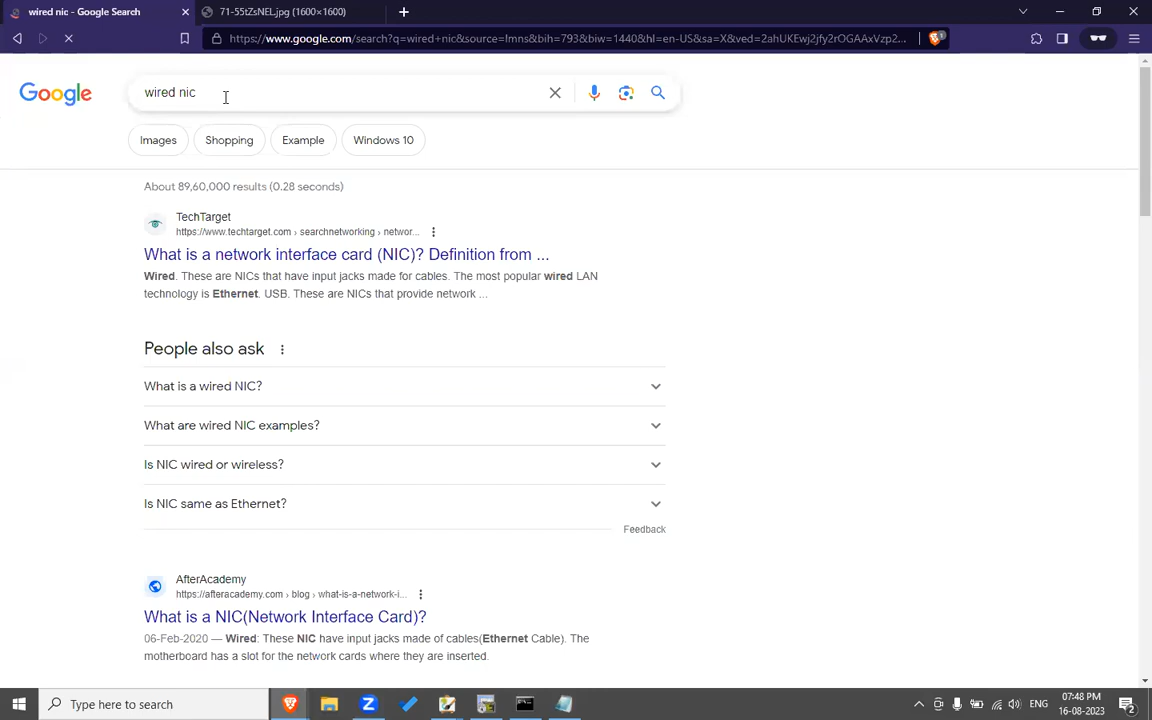 wired nic - Google Search
71-55tZsNEL.jpg (1600×1600)
https://www.google.com/search?q=wired+nic&source=lmns&bih=793&biw=1440&hl=en-US&sa=X&ved=2ahUKEwj2jfy2rOGAAxVzp2...
1
Google
wired nic
Images
Shopping
Example
Windows 10
About 89,60,000 results (0.28 seconds)
TechTarget
https://www.techtarget.com › searchnetworking › networ...
What is a network interface card (NIC)? Definition from ...
Wired. These are NICs that have input jacks made for cables. The most popular wired LAN
technology is Ethernet. USB. These are NICs that provide network ...
People also ask
What is a wired NIC?
What are wired NIC examples?
Is NIC wired or wireless?
Is NIC same as Ethernet?
Feedback
AfterAcademy
https://afteracademy.com › blog › what-is-a-network-i...
What is a NIC(Network Interface Card)?
06-Feb-2020 — Wired: These NIC have input jacks made of cables(Ethernet Cable). The
motherboard has a slot for the network cards where they are inserted.
Type here to search
ENG
07:48 PM
16-08-2023
2